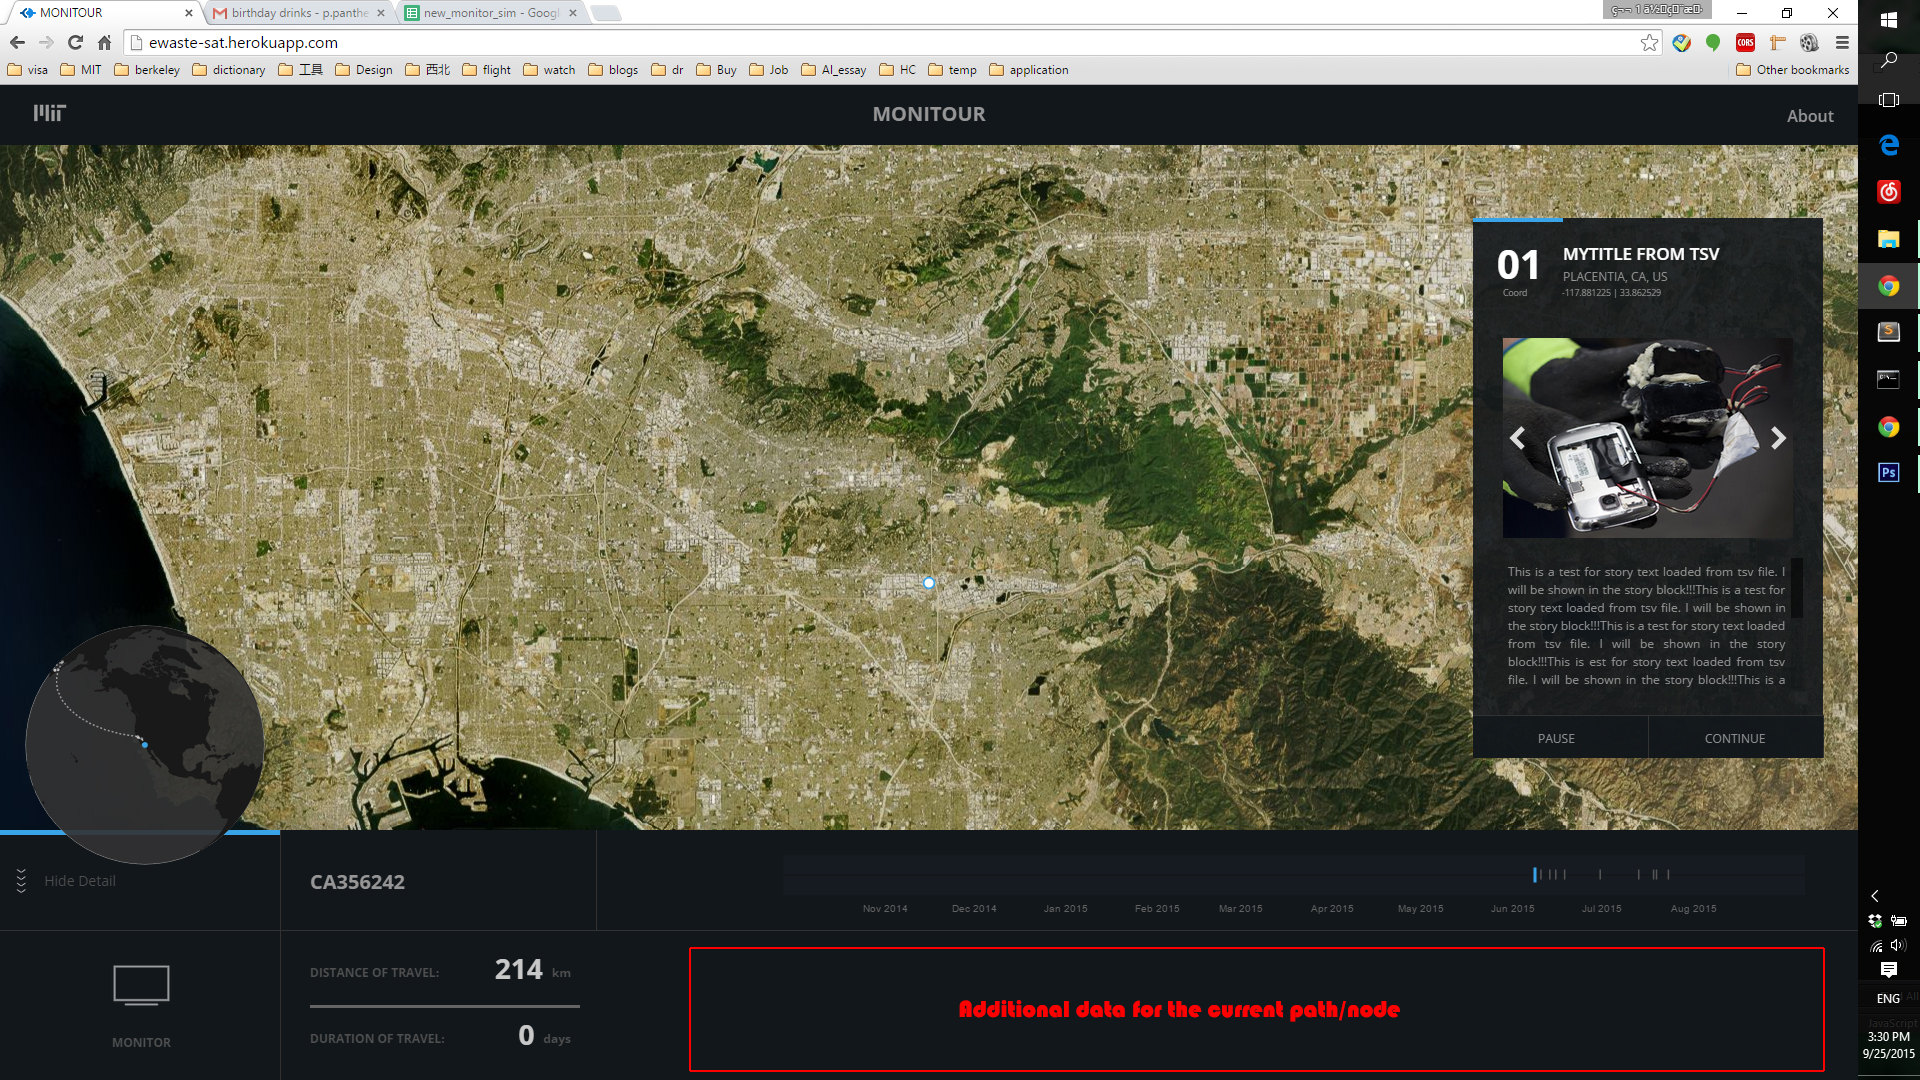 MONITOUR
birthday drinks - p.panthe
new_monitor_sim - Goog
ewaste-sat.herokuapp.com
visa MIT berkeley dictionary 工具 Design 西北 flight watch blogs dr Buy Job AI_essay HC temp application Other bookmarks
MIT MONITOUR About
01 MYTITLE FROM TSV
PLACENTIA, CA, US
Coord -117.881225 | 33.862529
This is a test for story text loaded from tsv file. I
will be shown in the story block!!!This is a test for
story text loaded from tsv file. I will be shown in
the story block!!!This is a test for story text loaded
from tsv file. I will be shown in the story
block!!!This is est for story text loaded from tsv
file. I will be shown in the story block!!!This is a
PAUSE CONTINUE
Hide Detail
CA356242
Nov 2014 Dec 2014 Jan 2015 Feb 2015 Mar 2015 Apr 2015 May 2015 Jun 2015 Jul 2015 Aug 2015
MONITOR
DISTANCE OF TRAVEL: 214 km
DURATION OF TRAVEL: 0 days
Additional data for the current path/node
CORS
Ps
ENG
JavaScript
3:30 PM
9/25/2015